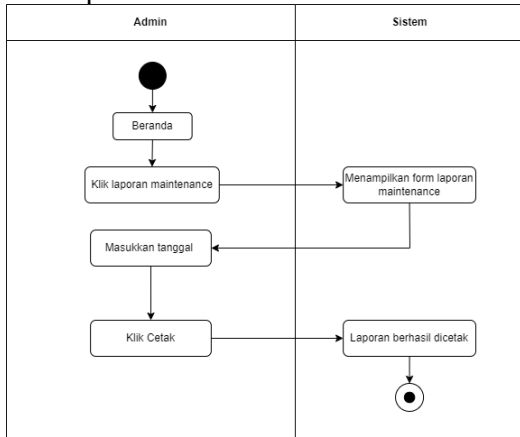 Admin
Sistem
Beranda
Klik laporan maintenance
Menampilkan form laporan
maintenance
Masukkan tanggal
Klik Cetak
Laporan berhasil dicetak